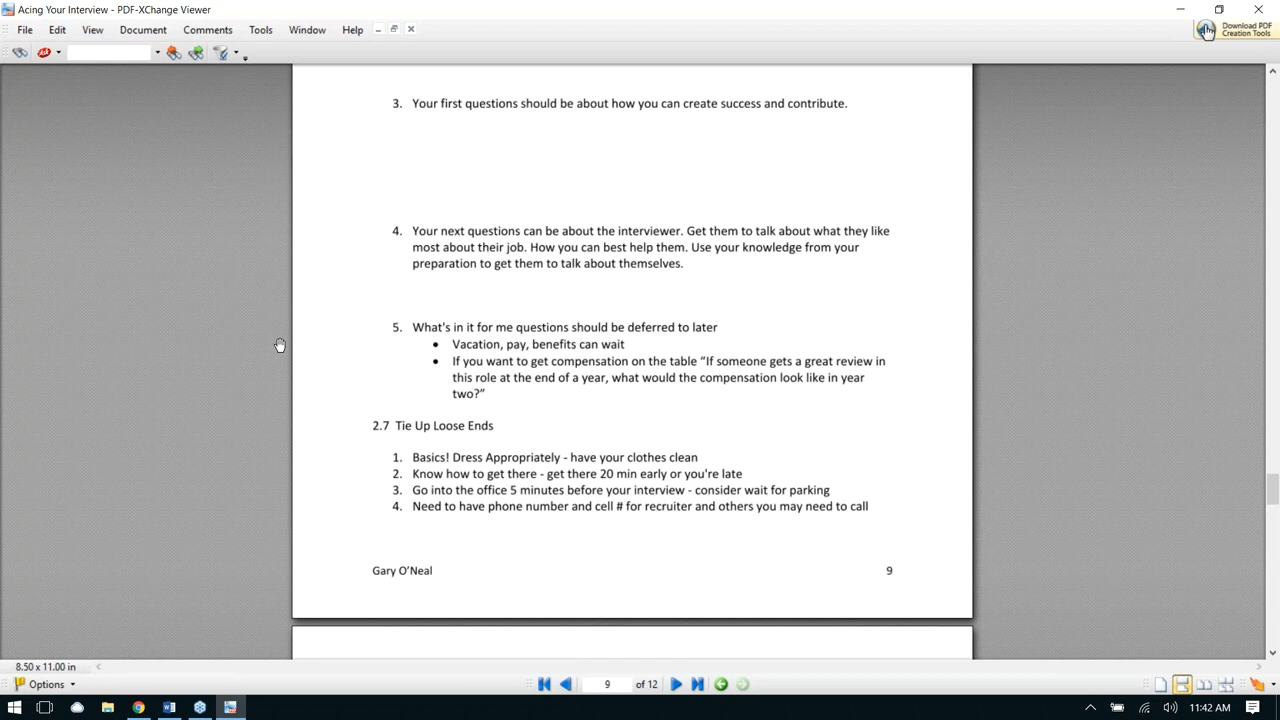 Acing Your Interview - PDF-XChange Viewer
File Edit View Document Comments Tools Window Help
Download PDF
Creation Tools
3. Your first questions should be about how you can create success and contribute.
4. Your next questions can be about the interviewer. Get them to talk about what they like
most about their job. How you can best help them. Use your knowledge from your
preparation to get them to talk about themselves.
5. What's in it for me questions should be deferred to later
• Vacation, pay, benefits can wait
• If you want to get compensation on the table “If someone gets a great review in
this role at the end of a year, what would the compensation look like in year
two?”
2.7 Tie Up Loose Ends
1. Basics! Dress Appropriately - have your clothes clean
2. Know how to get there - get there 20 min early or you're late
3. Go into the office 5 minutes before your interview - consider wait for parking
4. Need to have phone number and cell # for recruiter and others you may need to call
Gary O’Neal 9
8.50 x 11.00 in
Options 9 of 12
11:42 AM